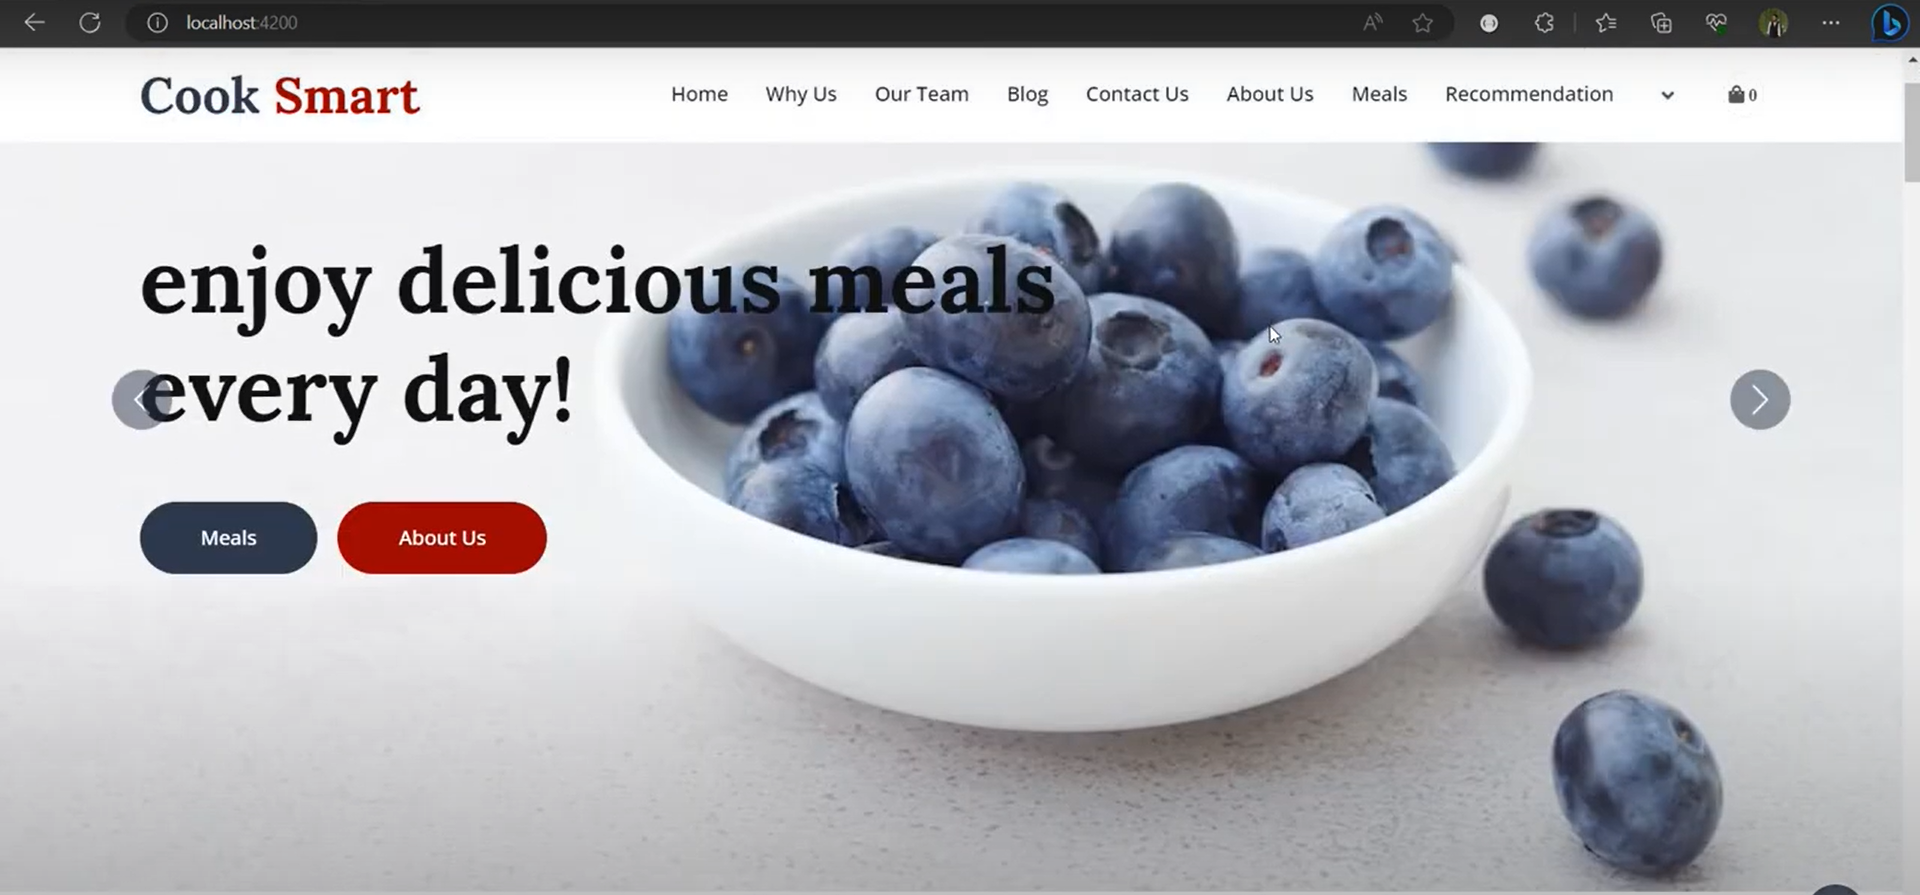 localhost:4200
Cook Smart
Home Why Us Our Team Blog Contact Us About Us Meals Recommendation 0
enjoy delicious meals
every day!
Meals About Us